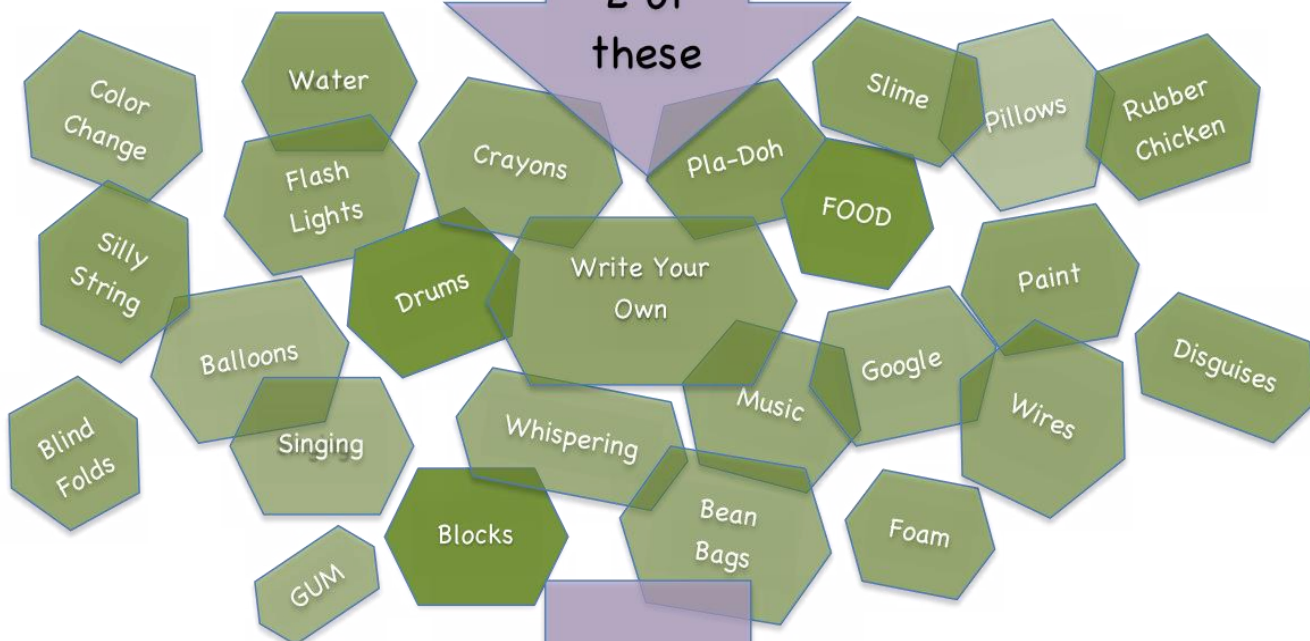 these
Color
Change
Water
Crayons
Pla-Doh
Slime
Pillows
Rubber
Chicken
Flash
Lights
FOOD
Silly
String
Drums
Write Your
Own
Paint
Balloons
Google
Disguises
Blind
Folds
Singing
Whispering
Music
Wires
GUM
Blocks
Bean
Bags
Foam